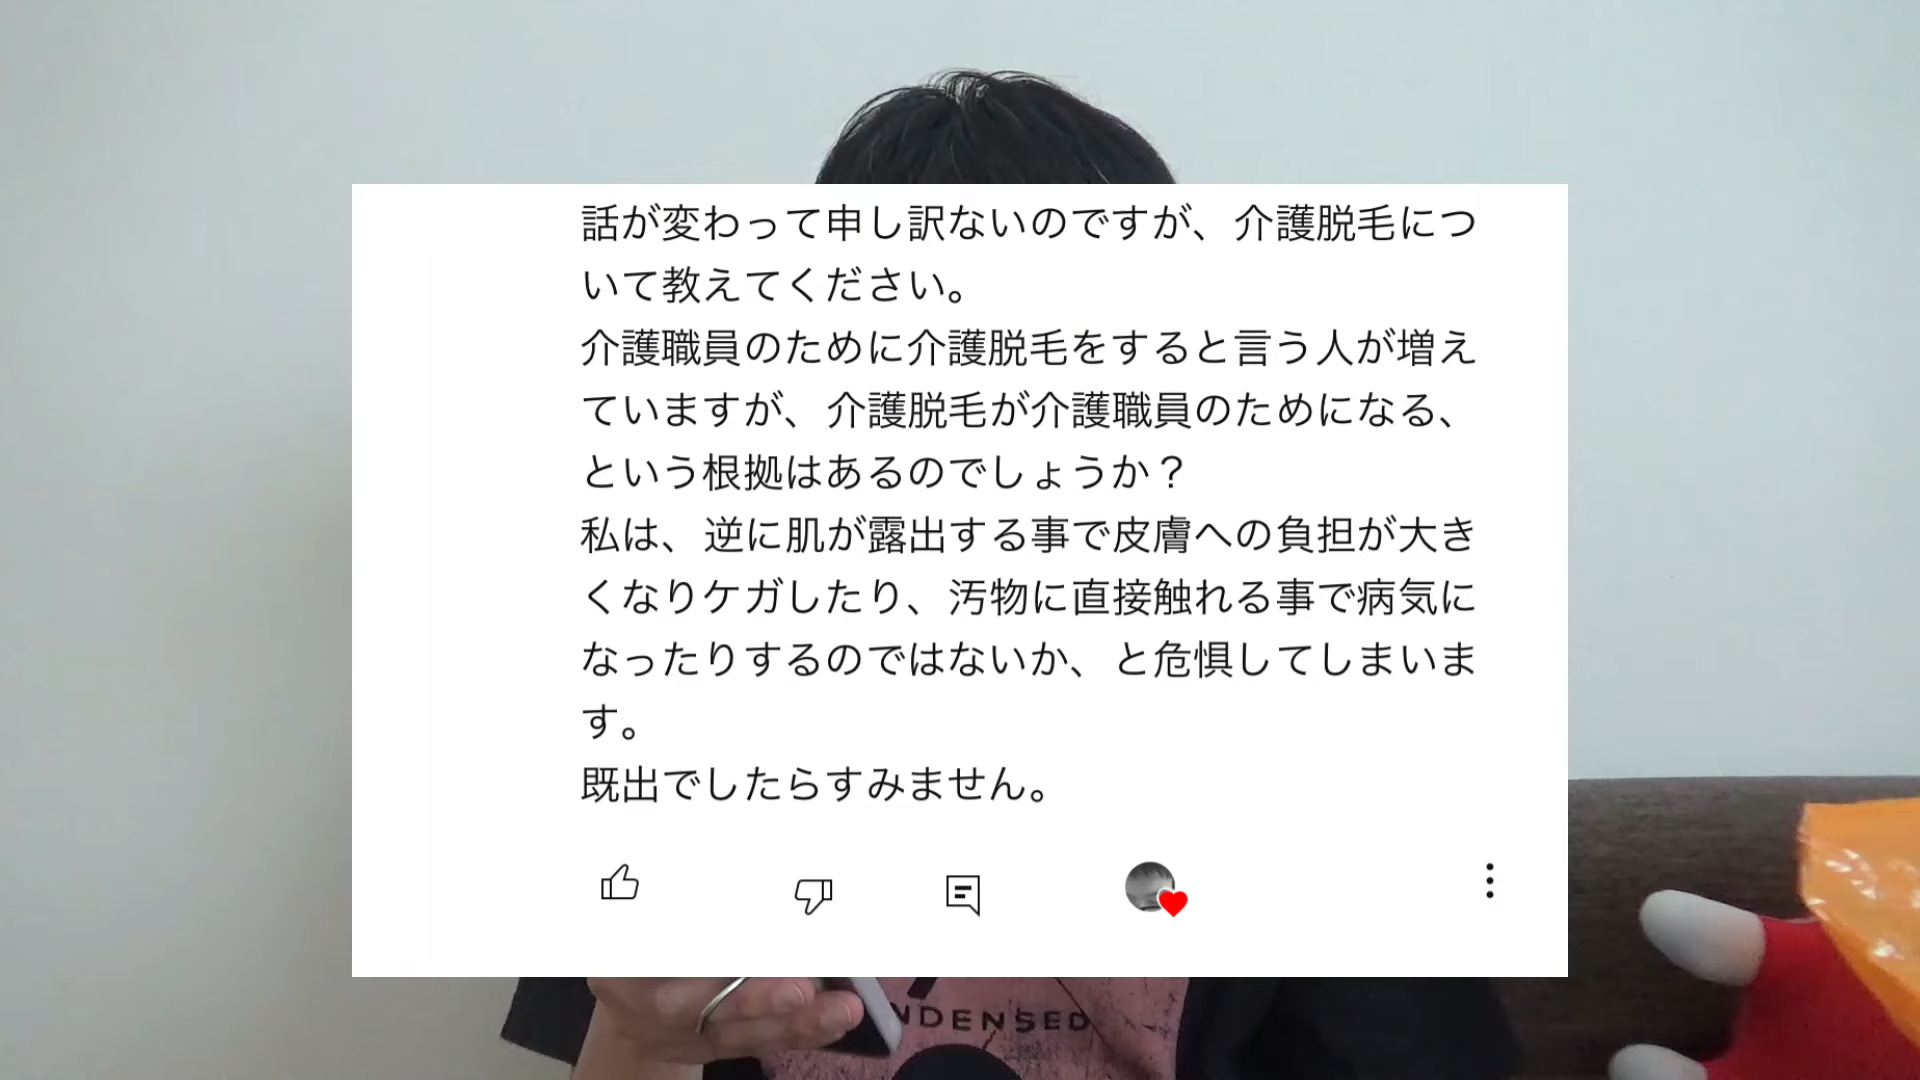 話が変わって申し訳ないのですが、介護脱毛につ
いて教えてください。
介護職員のために介護脱毛をすると言う人が増え
ていますが、介護脱毛が介護職員のためになる、
という根拠はあるのでしょうか？
私は、逆に肌が露出する事で皮膚への負担が大き
くなりケガしたり、汚物に直接触れる事で病気に
なったりするのではないか、と危惧してしまいま
す。
既出でしたらすみません。
NDENSED